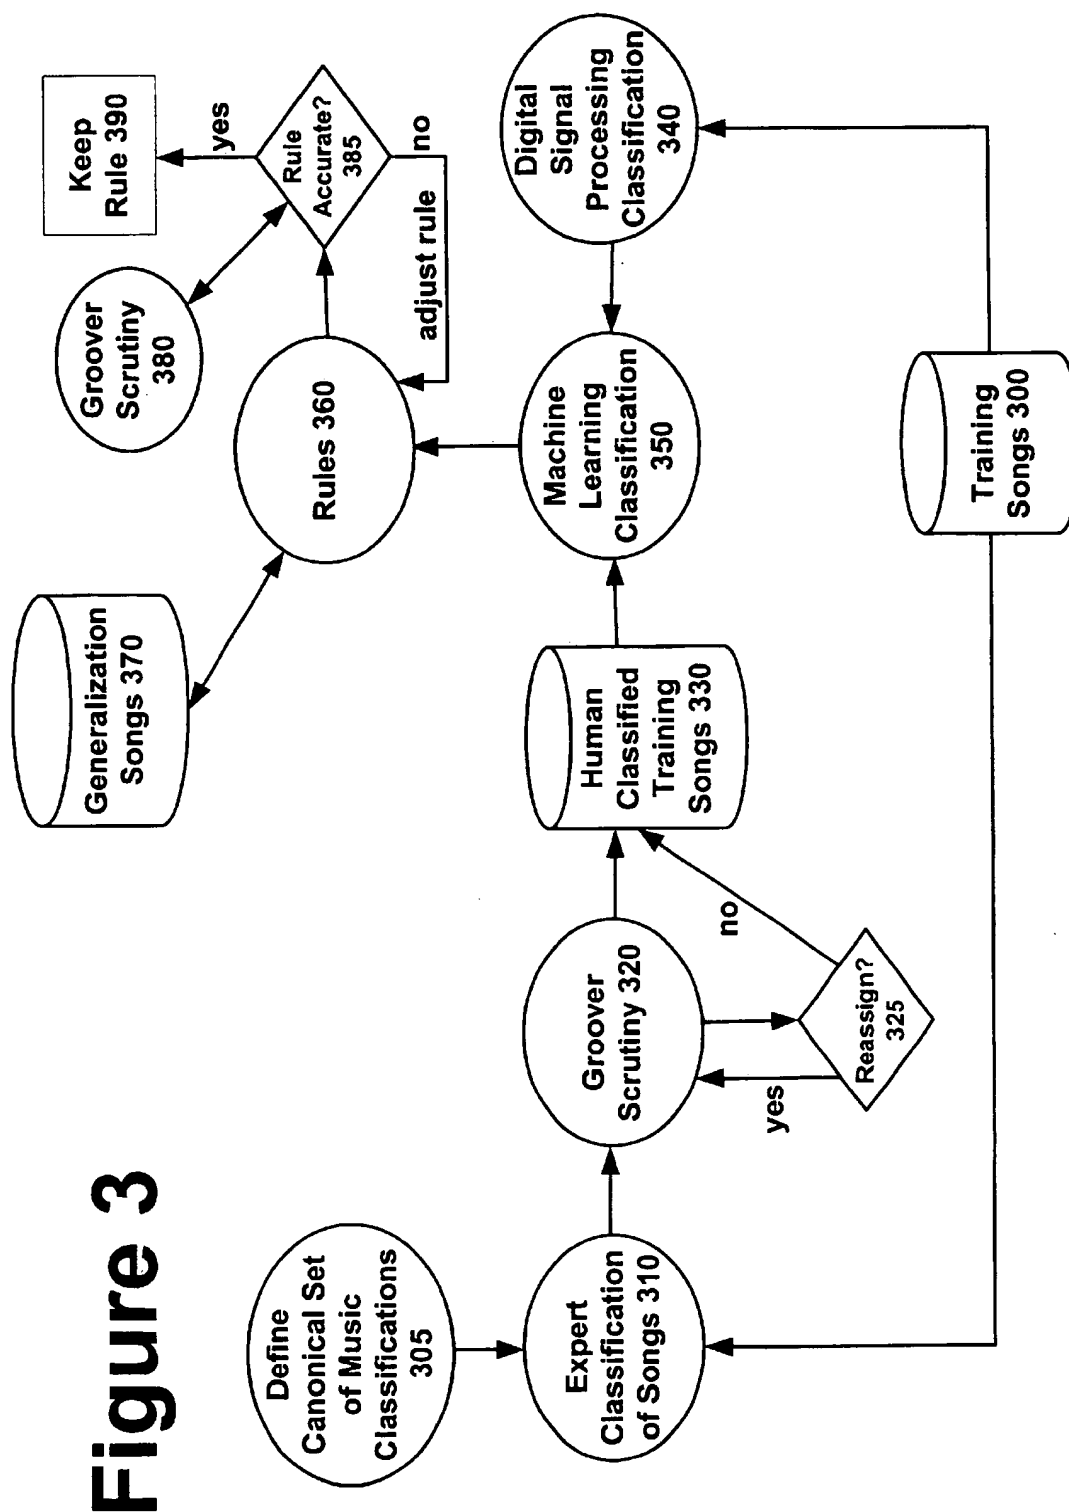 Figure 3
Define
Canonical Set
of Music
Classifications
305
Expert
Classification
of Songs 310
Groover
Scrutiny 320
yes
no
Reassign?
325
Human
Classified
Training
Songs 330
Generalization
Songs 370
Rules 360
Machine
Learning
Classification
350
Groover
Scrutiny
380
adjust rule
Keep
Rule 390
yes
Rule
Accurate?
385
no
Digital
Signal
Processing
Classification
340
Training
Songs 300